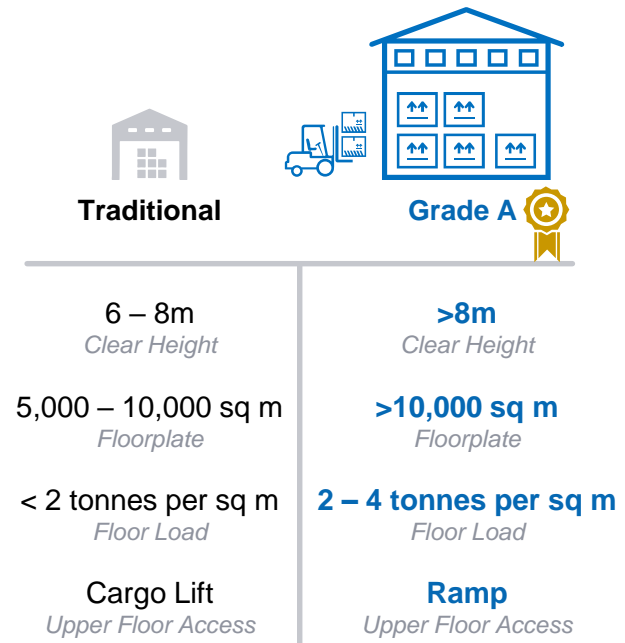 Traditional
Grade A
6 – 8m
Clear Height
>8m
Clear Height
5,000 – 10,000 sq m
Floorplate
>10,000 sq m
Floorplate
< 2 tonnes per sq m
Floor Load
2 – 4 tonnes per sq m
Floor Load
Cargo Lift
Upper Floor Access
Ramp
Upper Floor Access